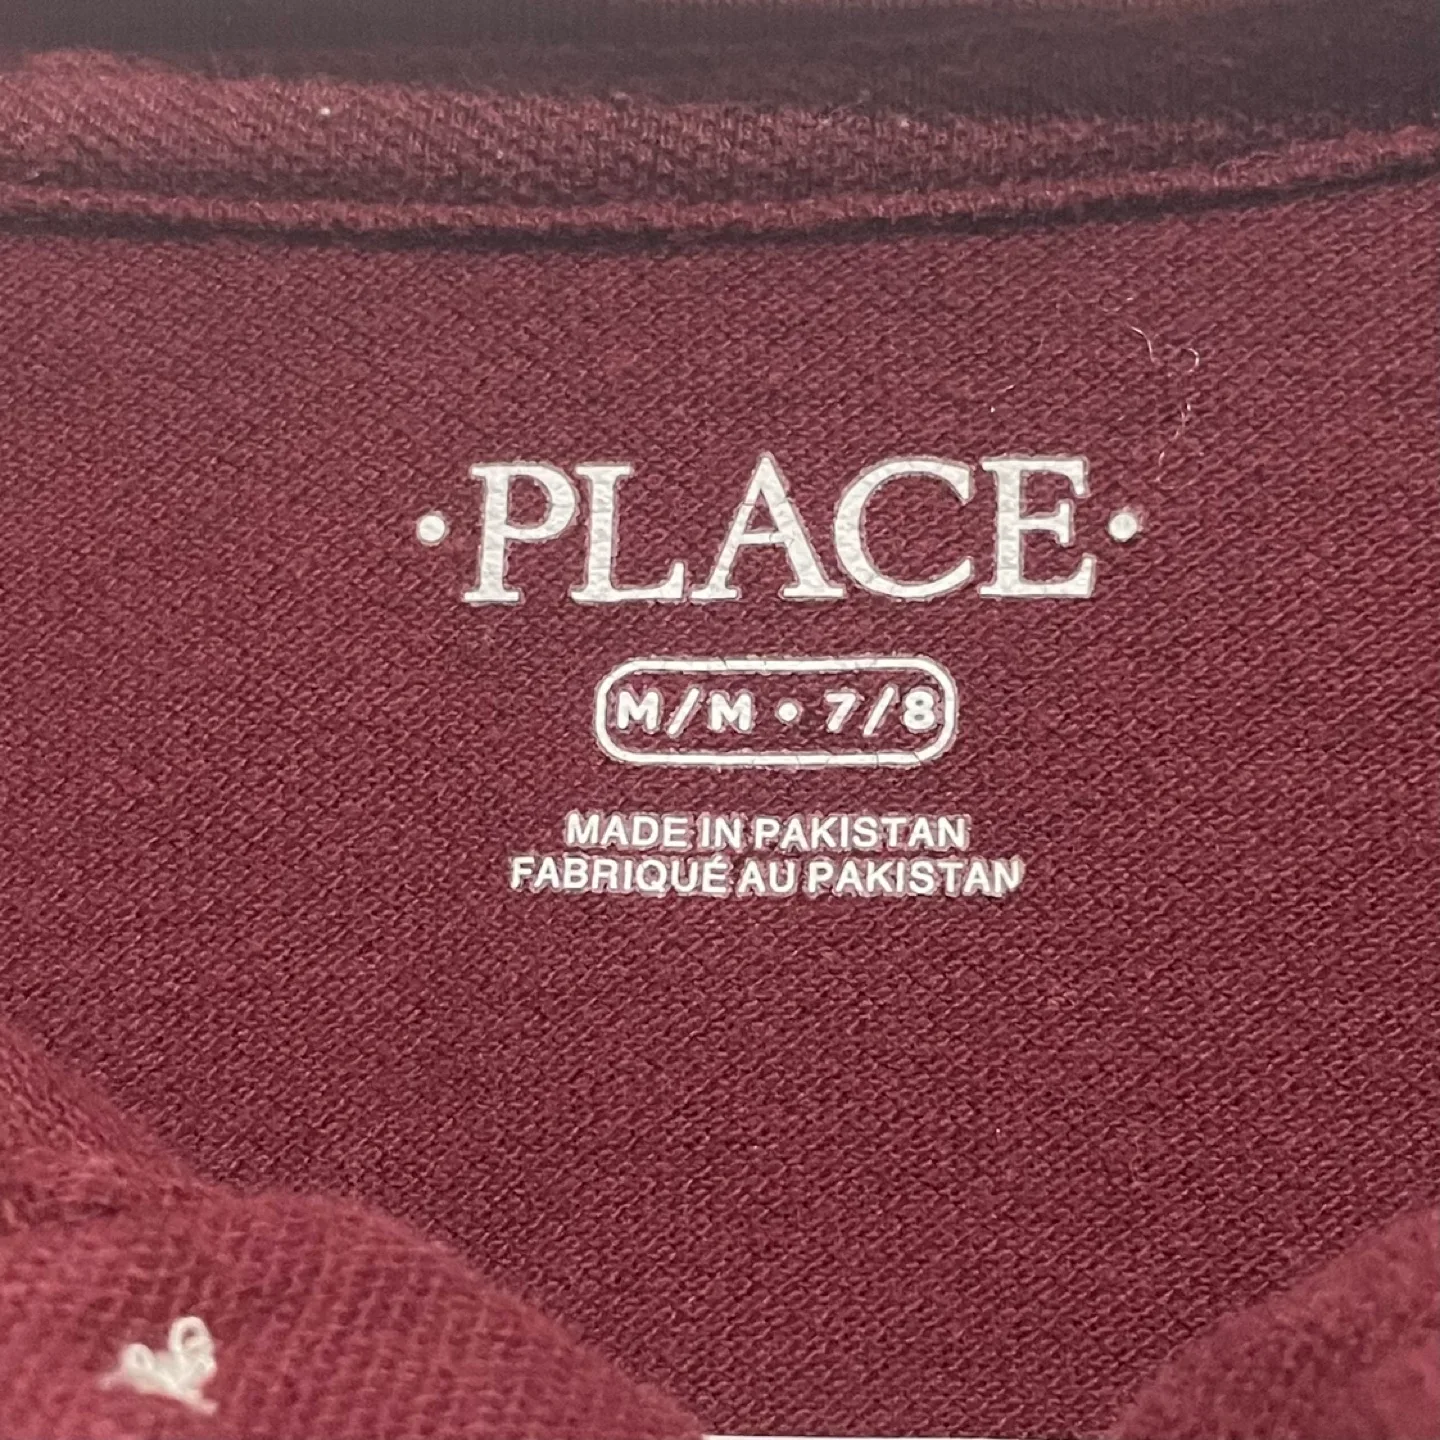 •PLACE•
M/M • 7/8
MADE IN PAKISTAN
FABRIQUÉ AU PAKISTAN